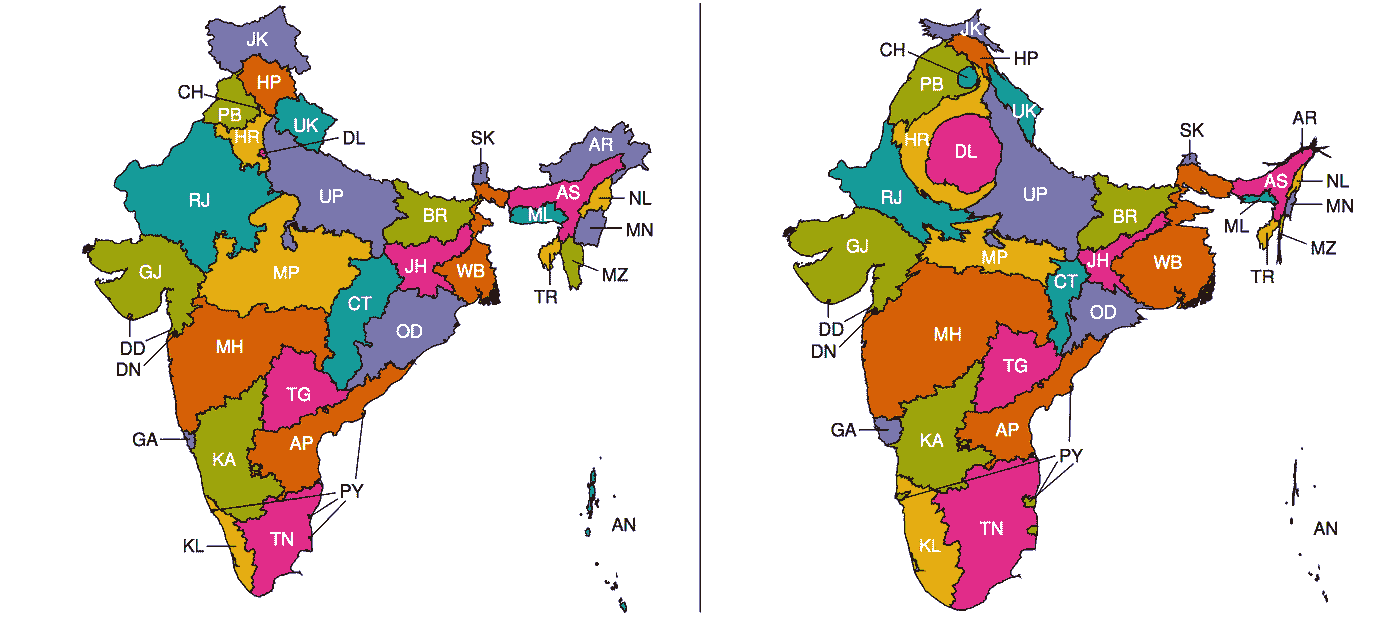 JK
HP
CH
PB
HR
UK
DL
SK
AR
RJ
UP
BR
AS
NL
ML
MN
GJ
MP
JH
WB
MZ
TR
CT
DD
OD
MH
DN
TG
GA
AP
KA
PY
AN
TN
KL
JK
CH
HP
PB
UK
AR
SK
HR
DL
AS
NL
RJ
UP
MN
BR
ML
GJ
MZ
MP
JH
WB
TR
CT
DD
OD
MH
DN
TG
GA
AP
KA
PY
TN
AN
KL